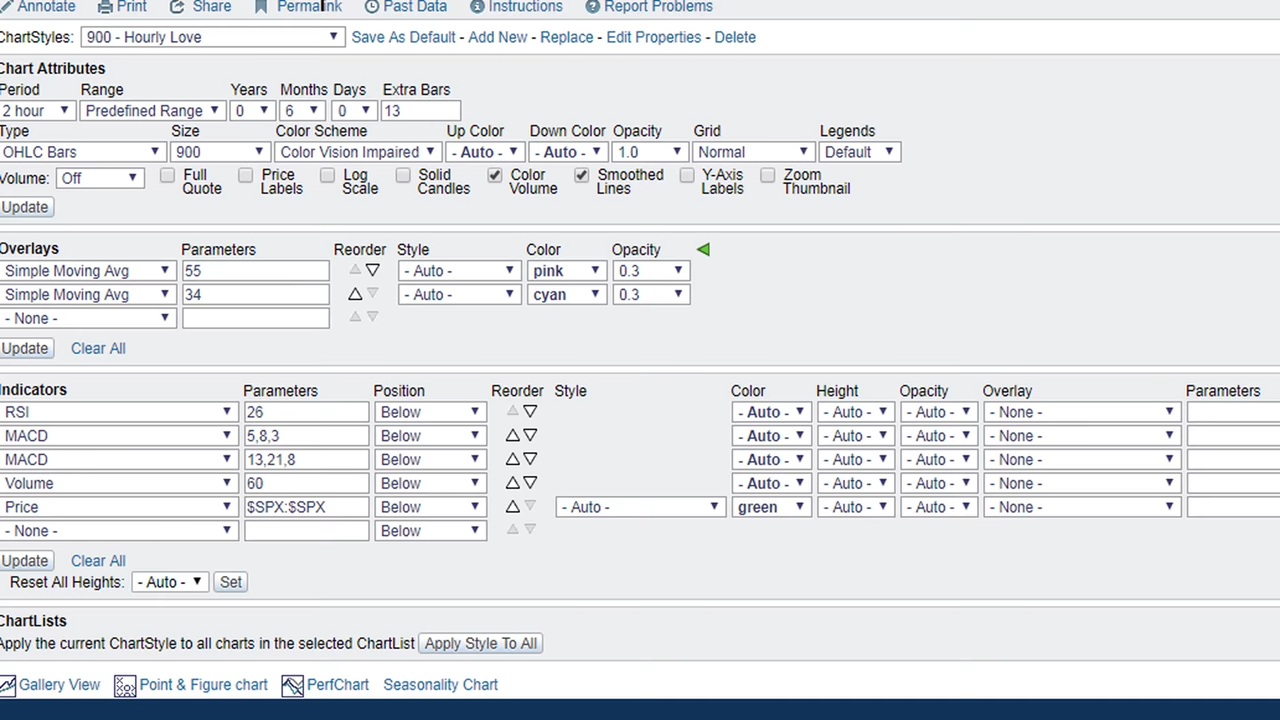 Annotate Print Share Permalink Past Data Instructions Report Problems
ChartStyles: 900 - Hourly Love Save As Default - Add New - Replace - Edit Properties - Delete
Chart Attributes
Period Range Years Months Days Extra Bars
2 hour Predefined Range 0 6 0 13
Type Size Color Scheme Up Color Down Color Opacity Grid Legends
OHLC Bars 900 Color Vision Impaired - Auto - - Auto - 1.0 Normal Default
Volume: Off Full Quote Price Labels Log Scale Solid Candles Color Volume Smoothed Lines Y-Axis Labels Zoom Thumbnail
Update
Overlays Parameters Reorder Style Color Opacity
Simple Moving Avg 55 - Auto - pink 0.3
Simple Moving Avg 34 - Auto - cyan 0.3
- None -
Update Clear All
Indicators Parameters Position Reorder Style Color Height Opacity Overlay Parameters
RSI 26 Below - Auto - - Auto - - Auto - - None -
MACD 5,8,3 Below - Auto - - Auto - - Auto - - None -
MACD 13,21,8 Below - Auto - - Auto - - Auto - - None -
Volume 60 Below - Auto - - Auto - - Auto - - None -
Price $SPX:$SPX Below - Auto - green - Auto - - Auto - - None -
- None - Below
Update Clear All
Reset All Heights: - Auto - Set
ChartLists
Apply the current ChartStyle to all charts in the selected ChartList Apply Style To All
Gallery View Point & Figure chart PerfChart Seasonality Chart